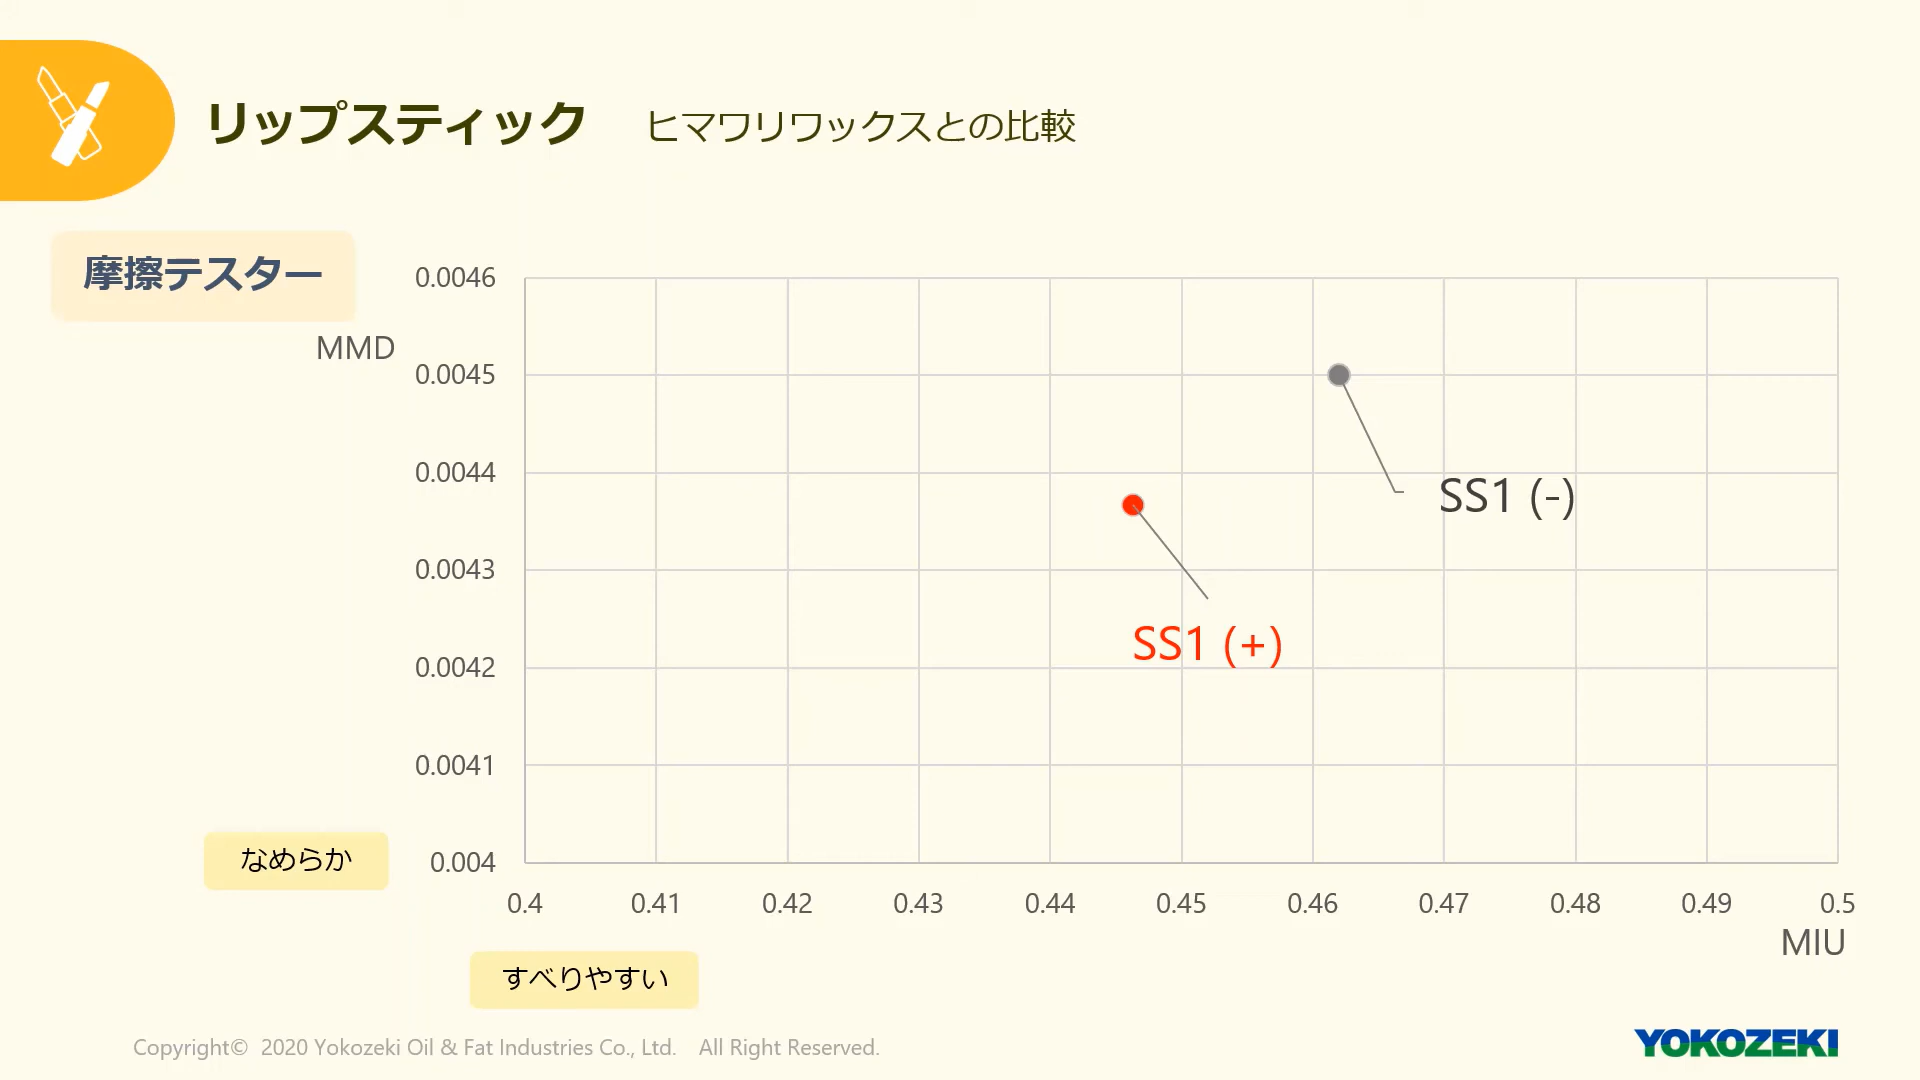 リップスティック ヒマワリワックスとの比較
摩擦テスター
MMD
0.0046
0.0045
0.0044
0.0043
0.0042
0.0041
0.004
SS1 (-)
SS1 (+)
なめらか
0.4 0.41 0.42 0.43 0.44 0.45 0.46 0.47 0.48 0.49 0.5
MIU
すべりやすい
Copyright© 2020 Yokozeki Oil & Fat Industries Co., Ltd. All Right Reserved.
YOKOZEKI